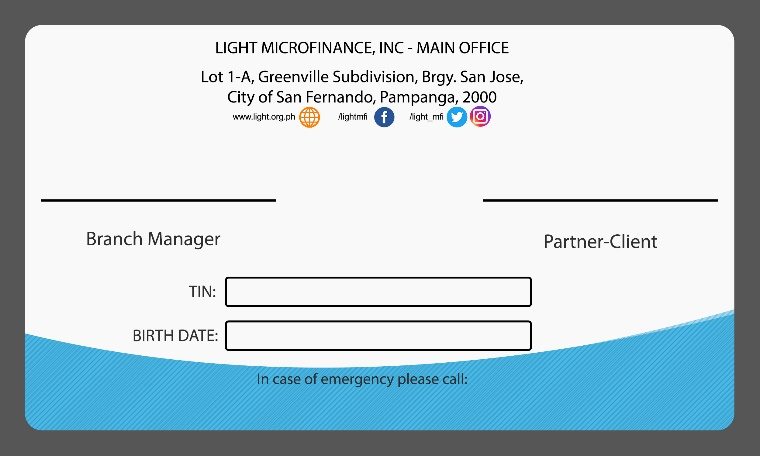 LIGHT MICROFINANCE, INC - MAIN OFFICE
Lot 1-A, Greenville Subdivision, Brgy. San Jose,
City of San Fernando, Pampanga, 2000
www.light.org.ph /lightmfi /light_mfi
Branch Manager Partner-Client
TIN:
BIRTH DATE:
In case of emergency please call: